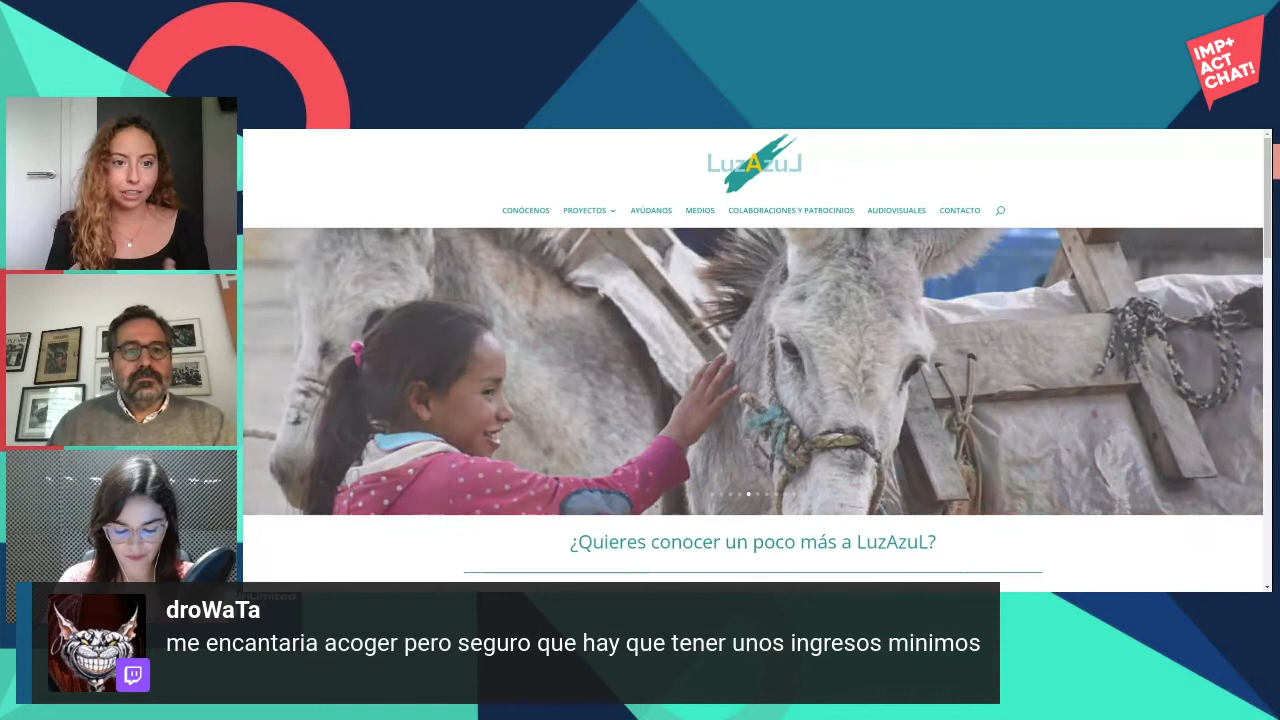 IMP+
ACT
CHAT!
LuzAzuL
CONÓCENOS PROYECTOS AYÚDANOS MEDIOS COLABORACIONES Y PATROCINIOS AUDIOVISUALES CONTACTO
¿Quieres conocer un poco más a LuzAzuL?
droWaTa
me encantaria acoger pero seguro que hay que tener unos ingresos minimos